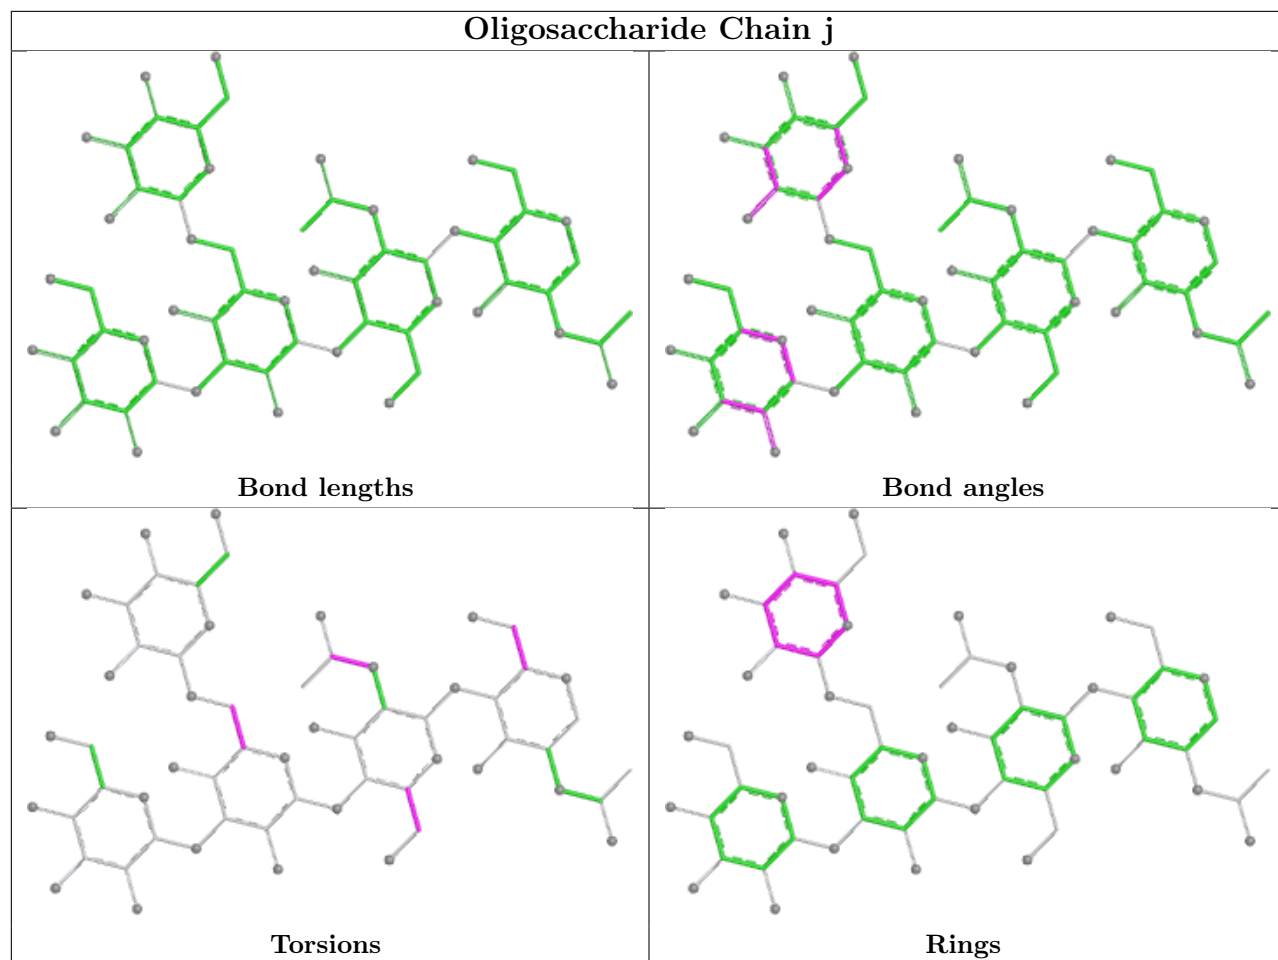 Oligosaccharide Chain j
Bond lengths
Bond angles
Torsions
Rings